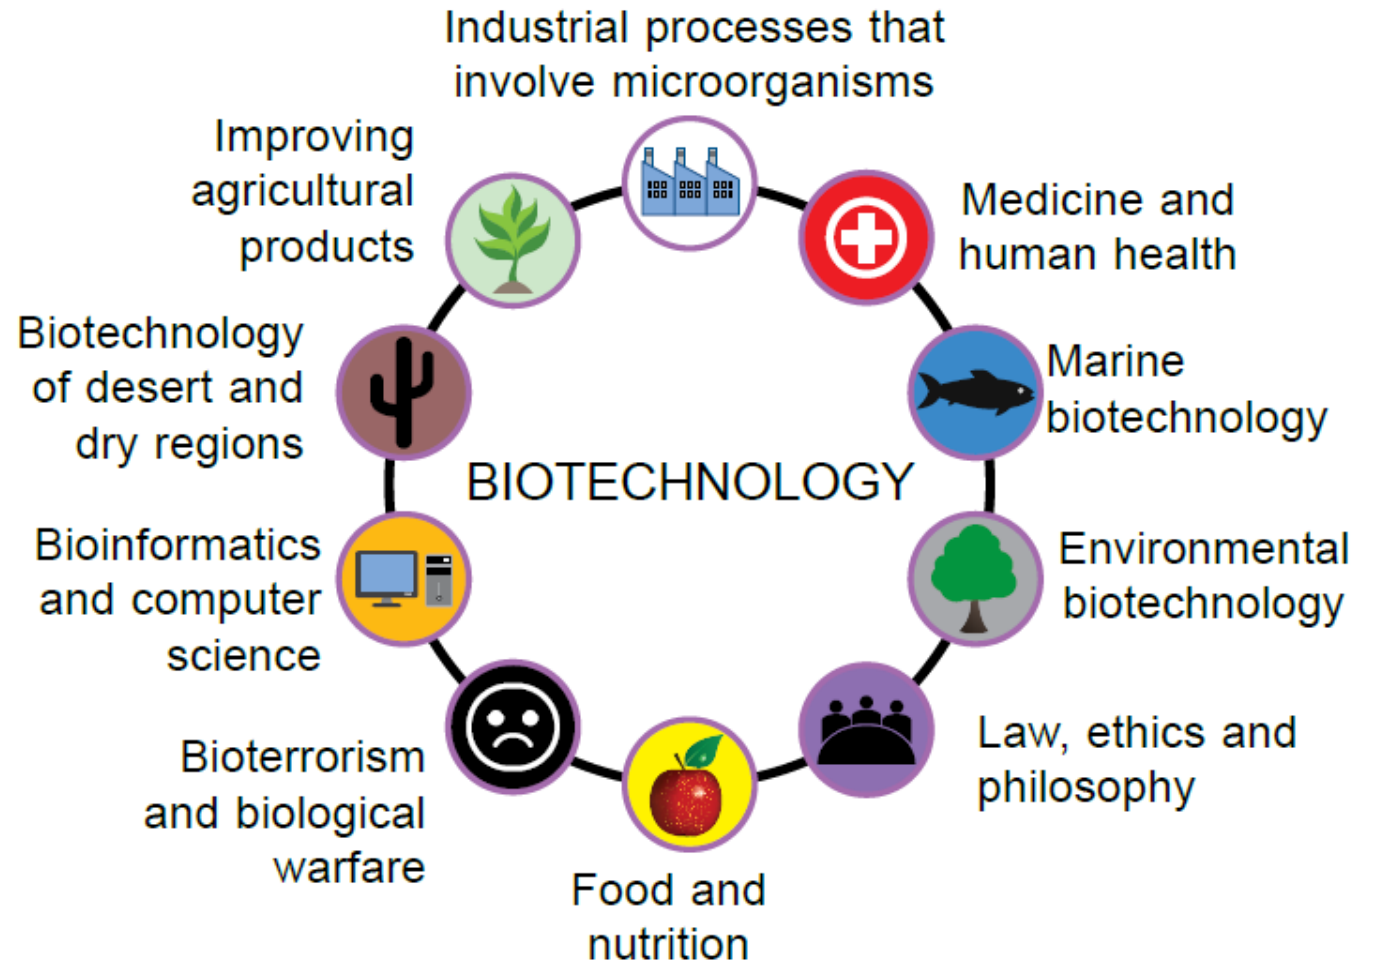 Industrial processes that
involve microorganisms
Medicine and
human health
Marine
biotechnology
Environmental
biotechnology
Law, ethics and
philosophy
Food and
nutrition
Bioterrorism
and biological
warfare
Bioinformatics
and computer
science
Biotechnology
of desert and
dry regions
Improving
agricultural
products
BIOTECHNOLOGY